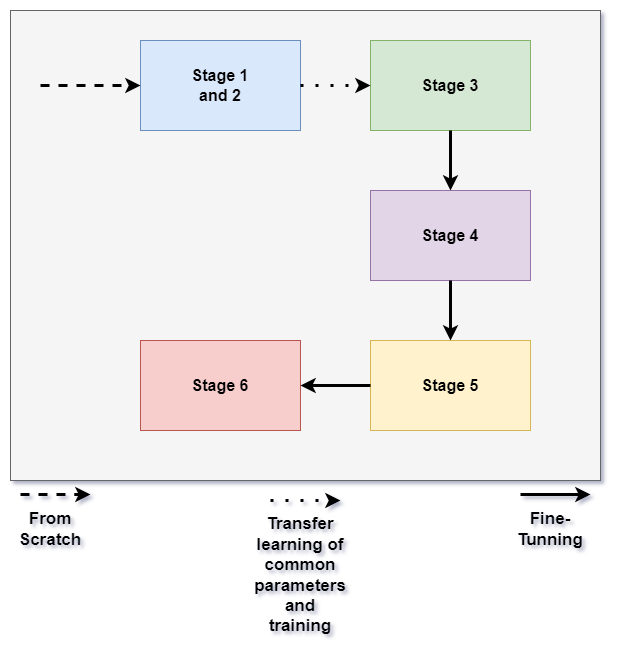 Stage 1
and 2
Stage 3
Stage 4
Stage 6
Stage 5
From
Scratch
Transfer
learning of
common
parameters
and
training
Fine-
Tunning